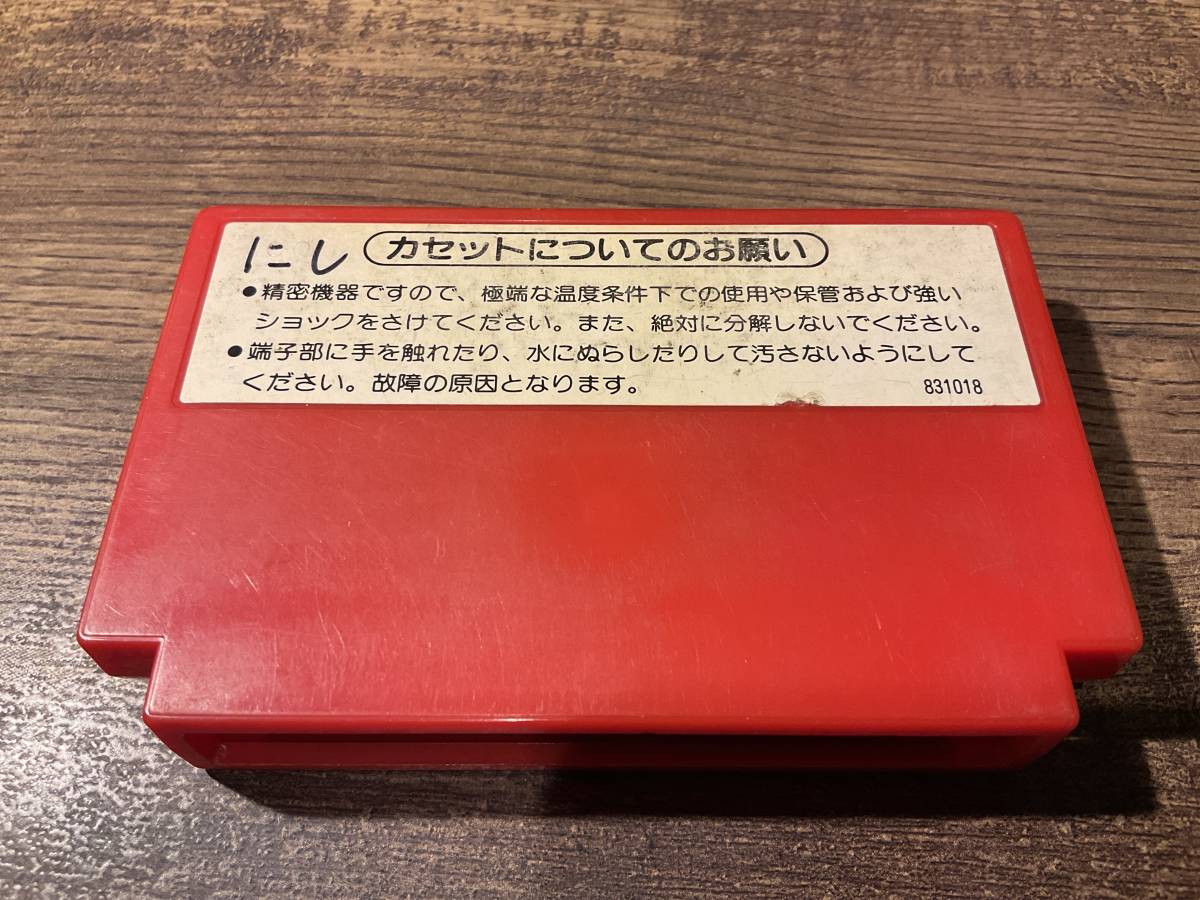 にし カセットについてのお願い
●精密機器ですので、極端な温度条件下での使用や保管および強い
ショックをさけてください。また、絶対に分解しないでください。
●端子部に手を触れたり、水にぬらしたりして汚さないようにして
ください。故障の原因となります。 831018